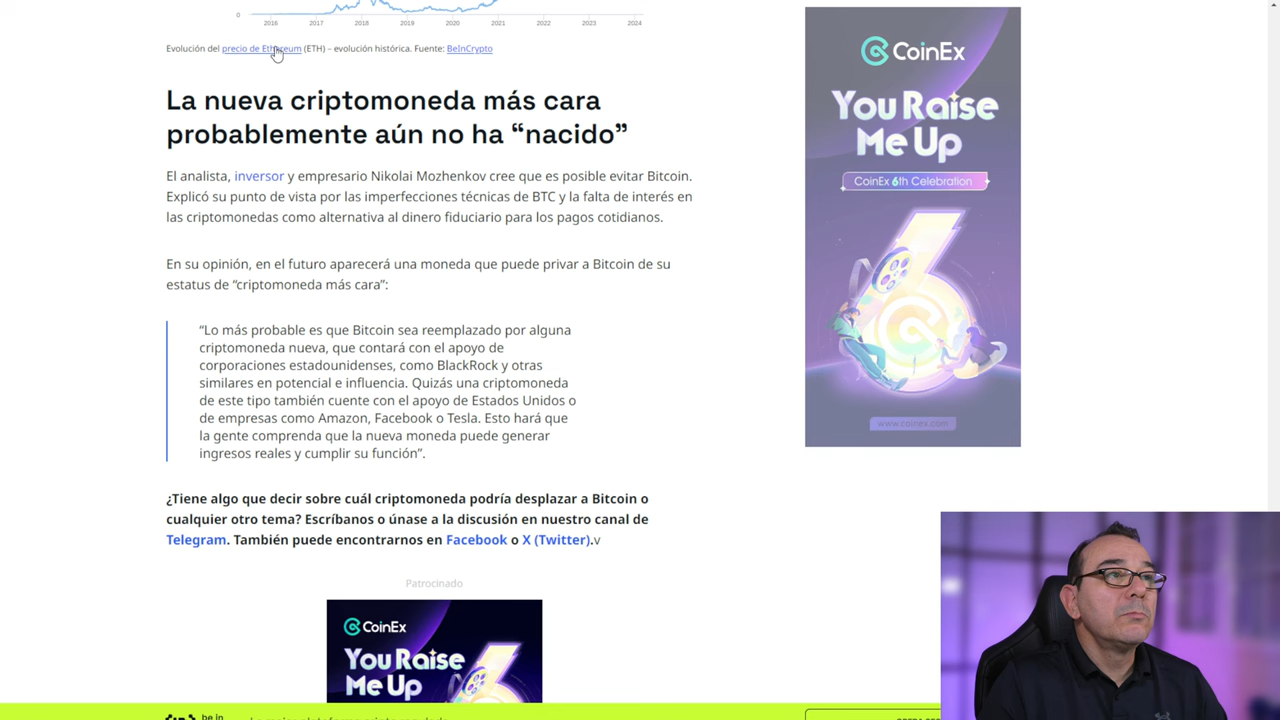 0
2016 2017 2018 2019 2020 2021 2022 2023 2024
Evolución del precio de Ethereum (ETH) - evolución histórica. Fuente: BeInCrypto
La nueva criptomoneda más cara
probablemente aún no ha “nacido”
El analista, inversor y empresario Nikolai Mozhenkov cree que es posible evitar Bitcoin.
Explicó su punto de vista por las imperfecciones técnicas de BTC y la falta de interés en
las criptomonedas como alternativa al dinero fiduciario para los pagos cotidianos.
En su opinión, en el futuro aparecerá una moneda que puede privar a Bitcoin de su
estatus de “criptomoneda más cara”:
“Lo más probable es que Bitcoin sea reemplazado por alguna
criptomoneda nueva, que contará con el apoyo de
corporaciones estadounidenses, como BlackRock y otras
similares en potencial e influencia. Quizás una criptomoneda
de este tipo también cuente con el apoyo de Estados Unidos o
de empresas como Amazon, Facebook o Tesla. Esto hará que
la gente comprenda que la nueva moneda puede generar
ingresos reales y cumplir su función”.
¿Tiene algo que decir sobre cuál criptomoneda podría desplazar a Bitcoin o
cualquier otro tema? Escríbanos o únase a la discusión en nuestro canal de
Telegram. También puede encontrarnos en Facebook o X (Twitter).v
Patrocinado
CoinEx
You Raise
Me Up
be in
CoinEx
You Raise
Me Up
CoinEx 6th Celebration
www.coinex.com